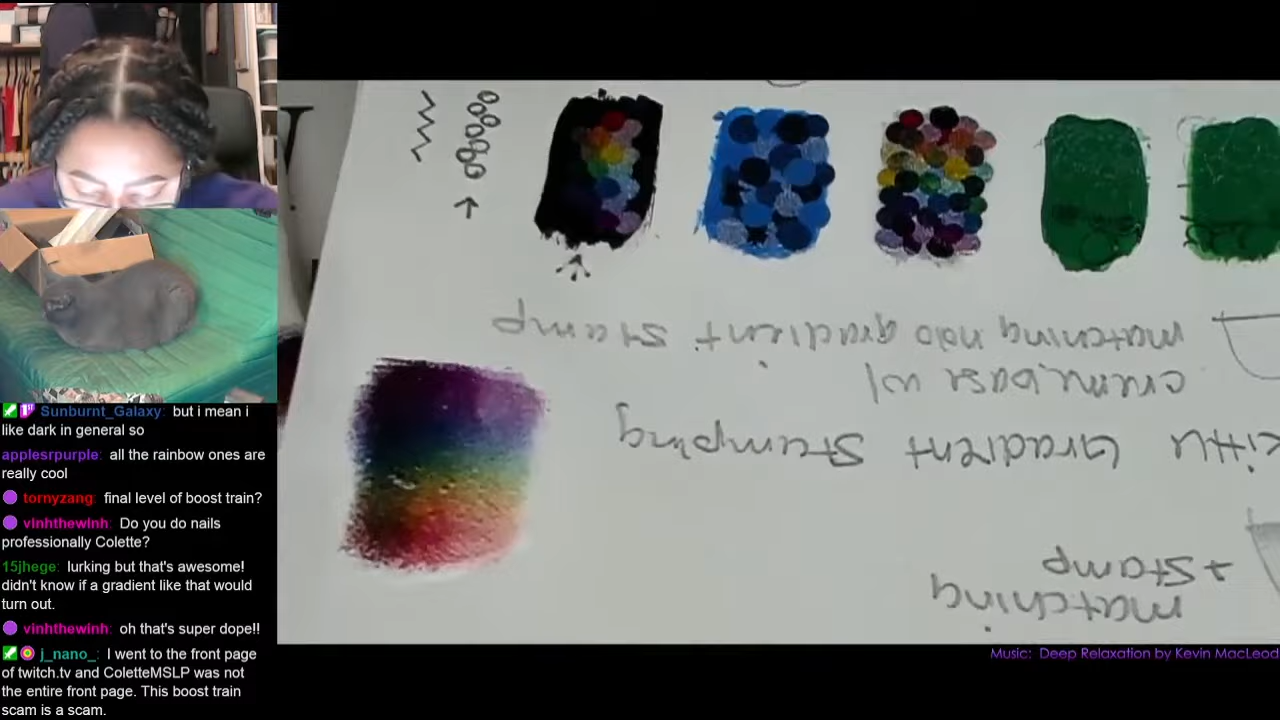 Sunburnt_Galaxy: but i mean i
like dark in general so
applesrpurple: all the rainbow ones are
really cool
tornyzang: final level of boost train?
vinhthewinh: Do you do nails
professionally Colette?
15jhege: lurking but that's awesome!
didn't know if a gradient like that would
turn out.
vinhthewinh: oh that's super dope!!
j_nano_: I went to the front page
of twitch.tv and ColetteMSLP was not
the entire front page. This boost train
scam is a scam.
matching
+ stamp
Gradient Stamping
base w/
matching gradient stamp
Music: Deep Relaxation by Kevin MacLeod